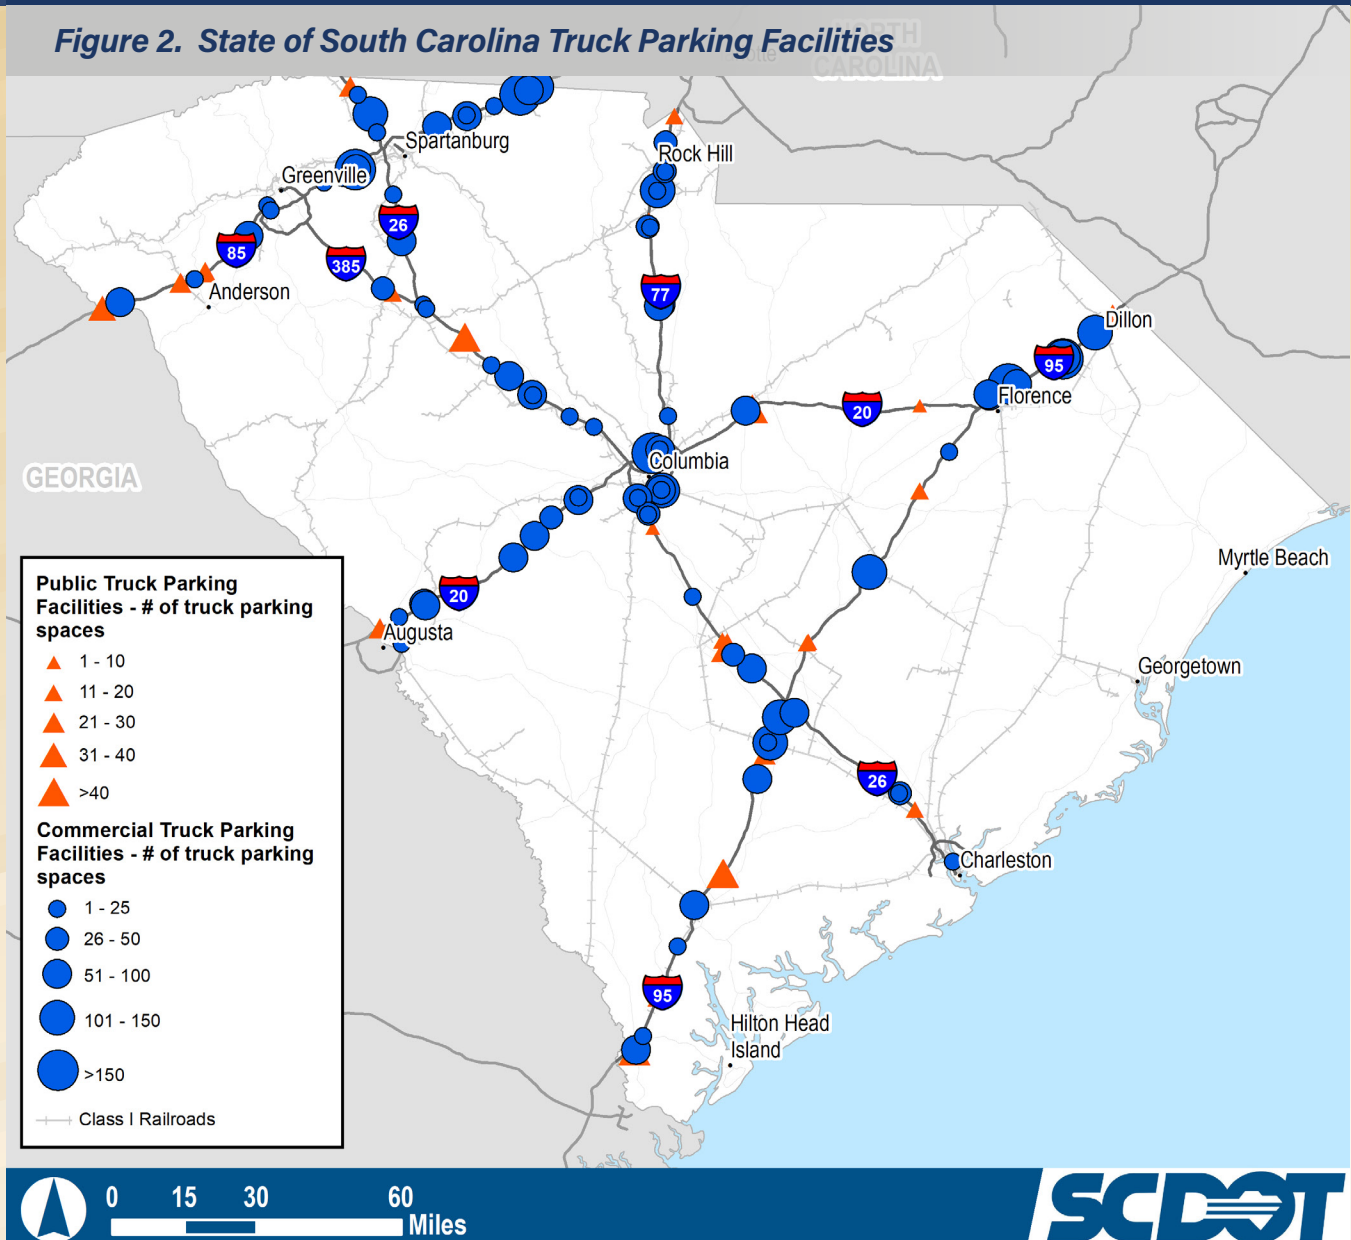 Figure 2. State of South Carolina Truck Parking Facilities
NORTH
CAROLINA
Spartanburg
Rock Hill
Greenville
26
85
385
77
Anderson
Dillon
95
Florence
20
Columbia
GEORGIA
Myrtle Beach
20
Augusta
Georgetown
26
Charleston
95
Hilton Head
Island
Public Truck Parking
Facilities - # of truck parking
spaces
1 - 10
11 - 20
21 - 30
31 - 40
>40
Commercial Truck Parking
Facilities - # of truck parking
spaces
1 - 25
26 - 50
51 - 100
101 - 150
>150
Class I Railroads
0 15 30 60
Miles
SCDOT